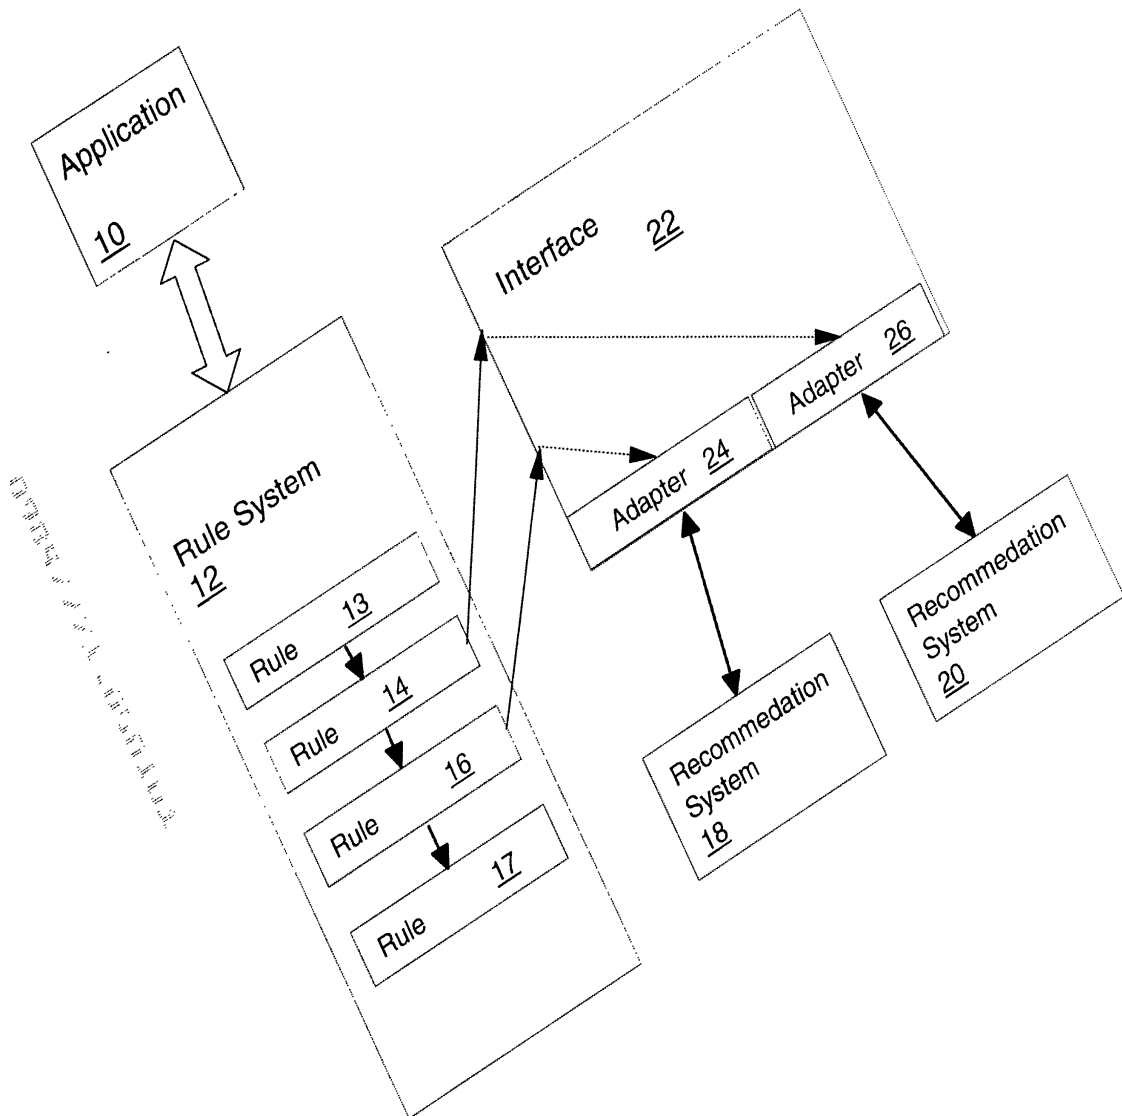 Application
10
Interface 22
Adapter 26
Adapter 24
Rule System
12
Rule 13
Rule 14
Rule 16
Rule 17
Recommedation
System
20
Recommedation
System
18